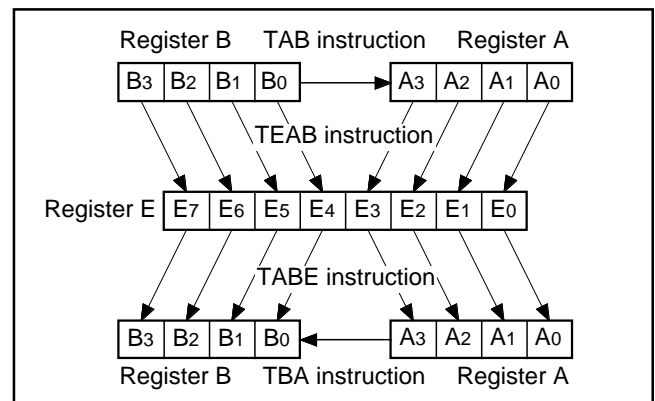 Register B TAB instruction Register A
B3 B2 B1 B0 A3 A2 A1 A0
TEAB instruction
Register E E7 E6 E5 E4 E3 E2 E1 E0
TABE instruction
B3 B2 B1 B0 A3 A2 A1 A0
Register B TBA instruction Register A